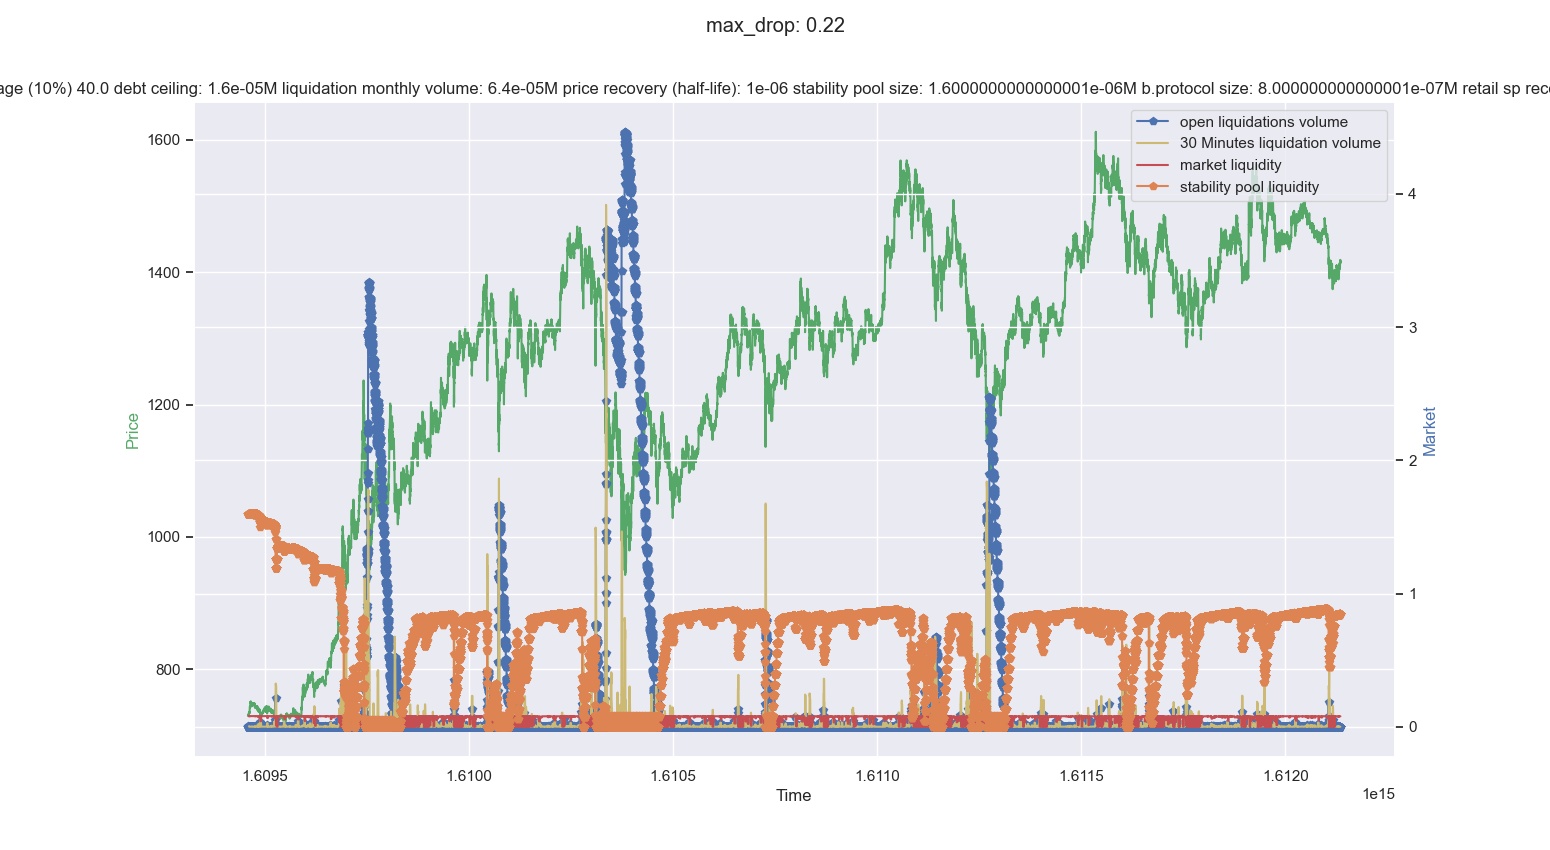 max_drop: 0.22
age (10%) 40.0 debt ceiling: 1.6e-05M liquidation monthly volume: 6.4e-05M price recovery (half-life): 1e-06 stability pool size: 1.6000000000000001e-06M b.protocol size: 8.000000000000001e-07M retail sp reco
open liquidations volume
30 Minutes liquidation volume
market liquidity
stability pool liquidity
1600
1400
1200
1000
800
Price
4
3
2
1
0
Market
1.6095
1.6100
1.6105
1.6110
1.6115
1.6120
1e15
Time